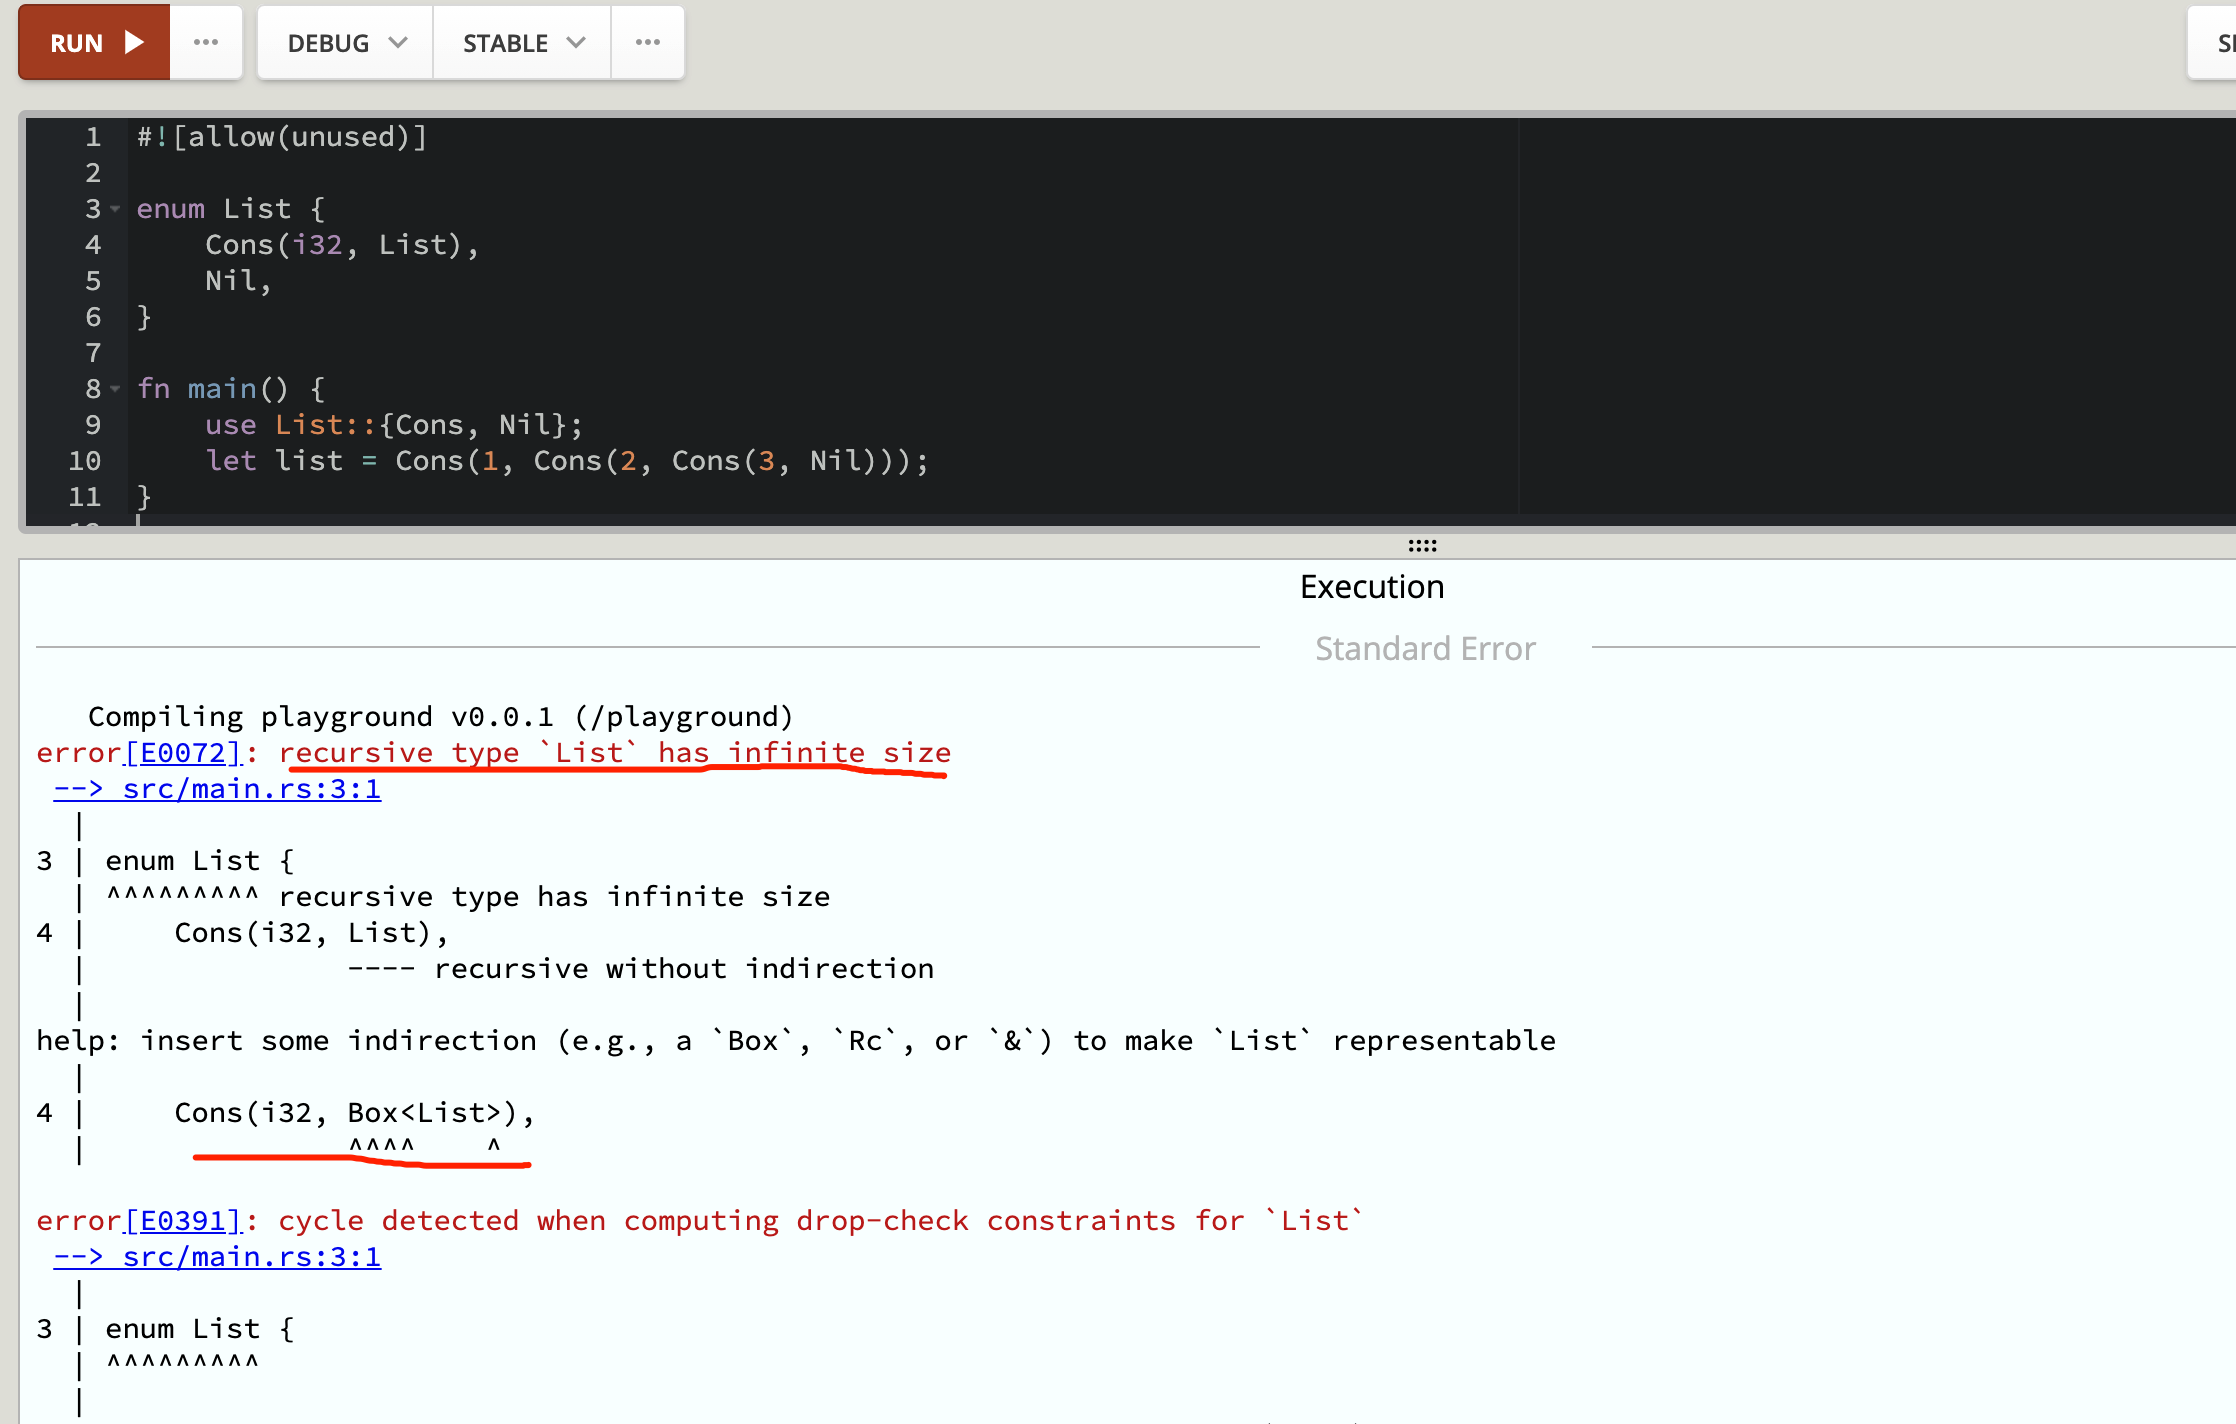 RUN ▶ ··· DEBUG STABLE ···
1 #![allow(unused)]
2
3 enum List {
4     Cons(i32, List),
5     Nil,
6 }
7
8 fn main() {
9     use List::{Cons, Nil};
10     let list = Cons(1, Cons(2, Cons(3, Nil)));
11 }
Execution
Standard Error
   Compiling playground v0.0.1 (/playground)
error[E0072]: recursive type `List` has infinite size
 --> src/main.rs:3:1
  |
3 | enum List {
  | ^^^^^^^^^ recursive type has infinite size
4 |     Cons(i32, List),
  |               ---- recursive without indirection
  |
help: insert some indirection (e.g., a `Box`, `Rc`, or `&`) to make `List` representable
  |
4 |     Cons(i32, Box<List>),
  |               ^^^^    ^
error[E0391]: cycle detected when computing drop-check constraints for `List`
 --> src/main.rs:3:1
  |
3 | enum List {
  | ^^^^^^^^^
  |